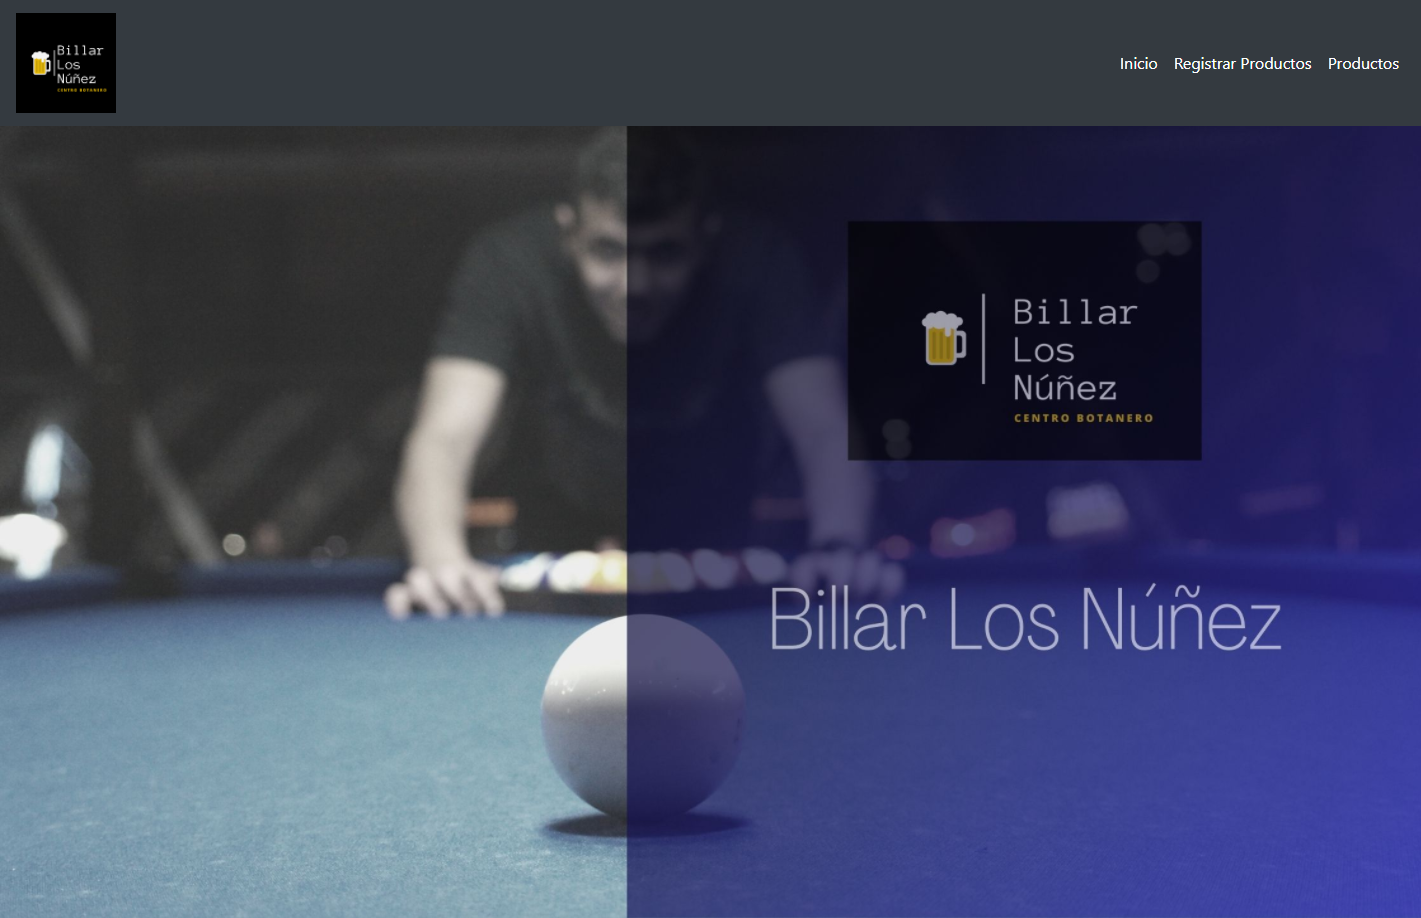 Billar
Los
Núñez
CENTRO BOTANERO
Inicio Registrar Productos Productos
Billar
Los
Núñez
CENTRO BOTANERO
Billar Los Núñez